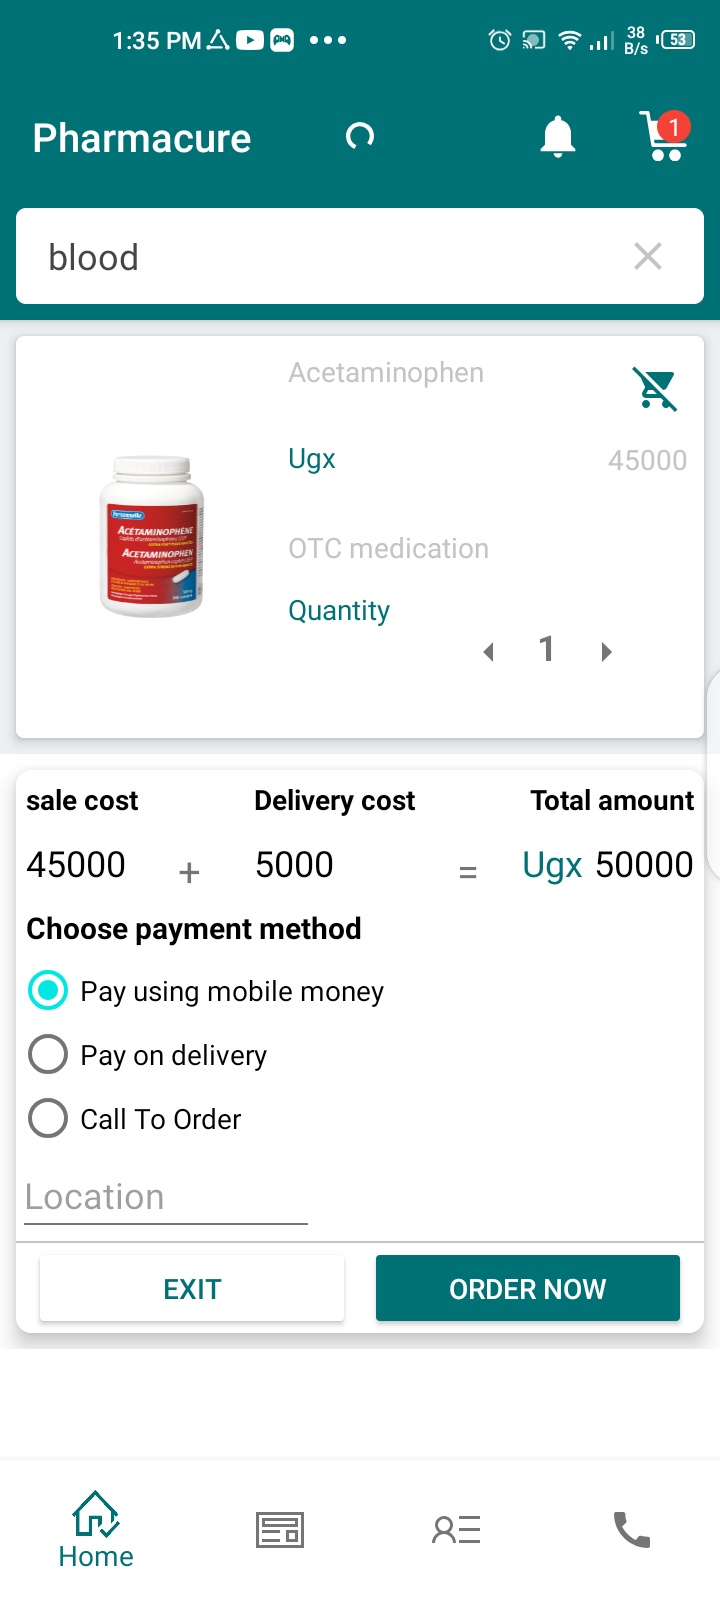 1:35 PM
38
B/s
53
Pharmacure
1
blood
Acetaminophen
Ugx 45000
OTC medication
Quantity
1
ACÉTAMINOPHÈNE
ACETAMINOPHEN
sale cost Delivery cost Total amount
45000 + 5000 = Ugx 50000
Choose payment method
Pay using mobile money
Pay on delivery
Call To Order
Location
EXIT ORDER NOW
Home